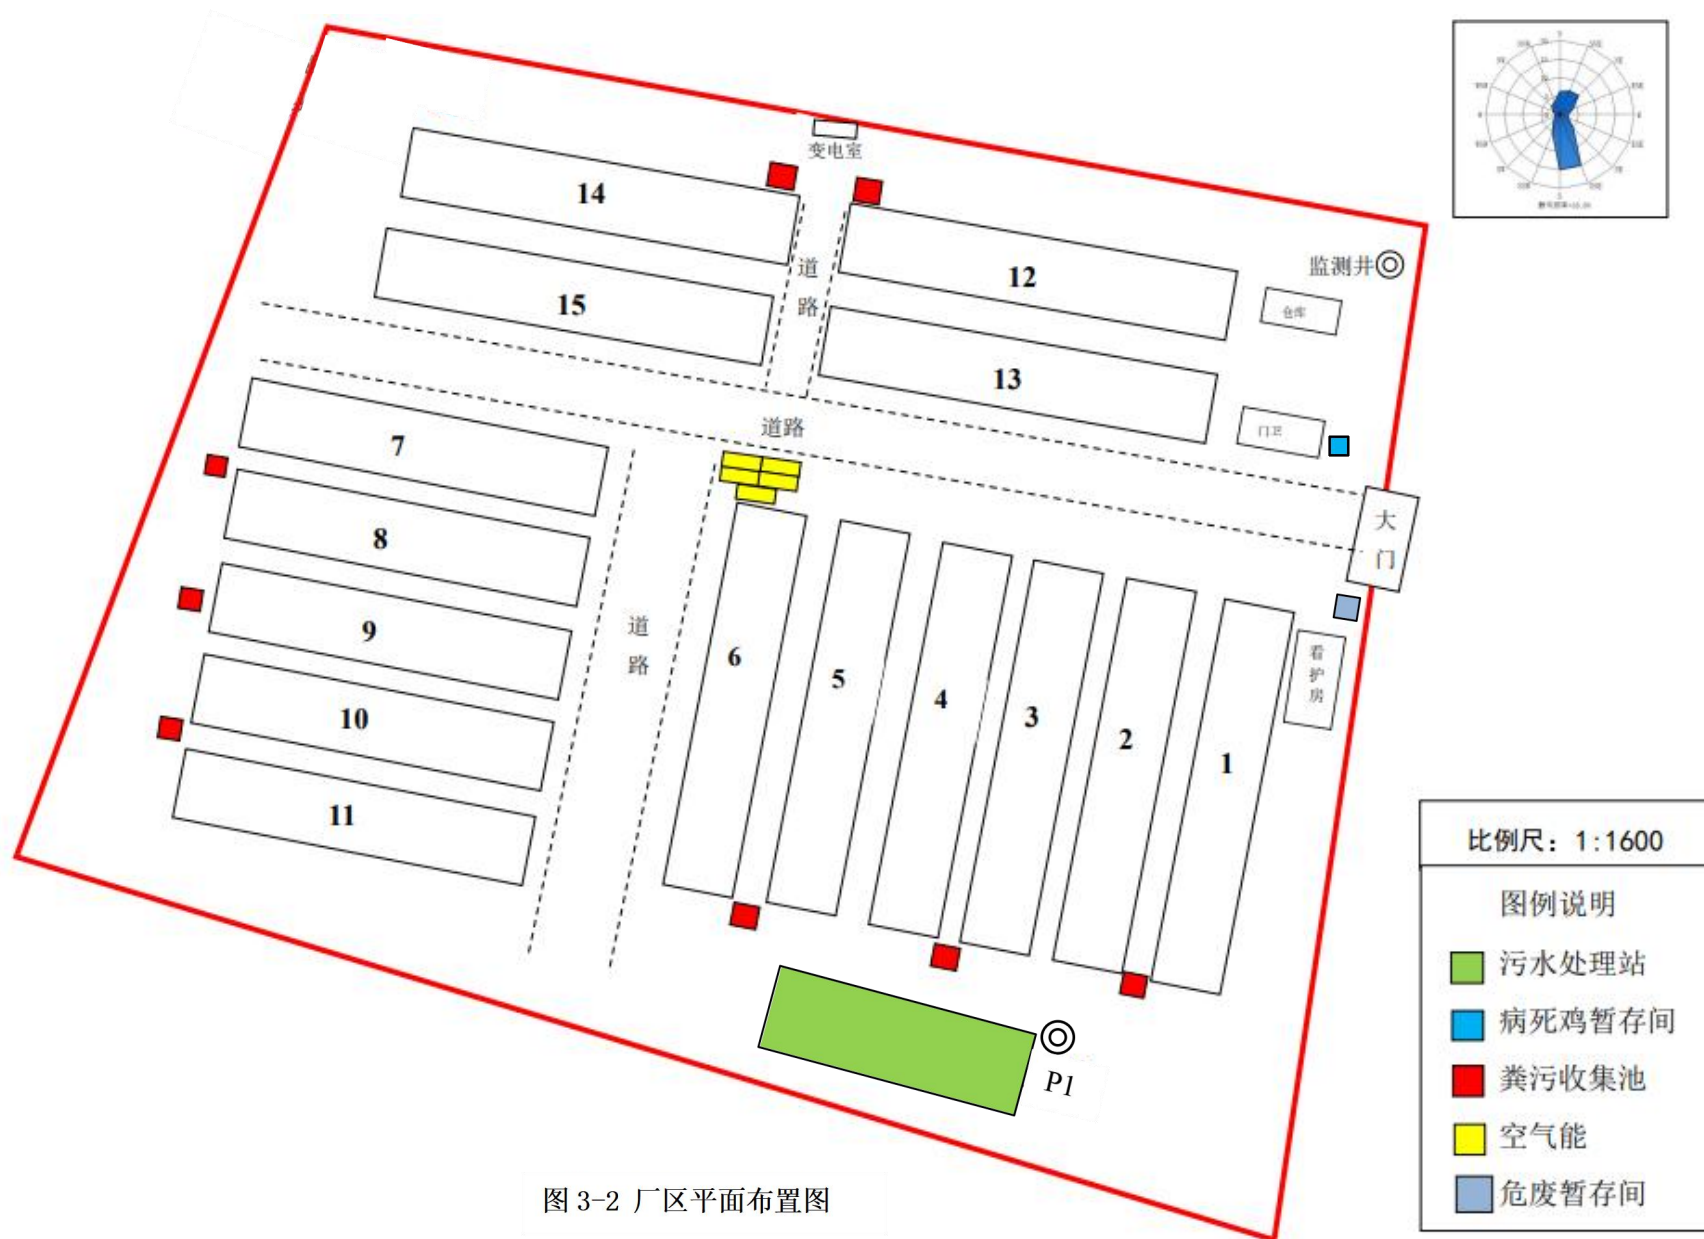 变电室
14
道
路
12
监测井
仓库
15
13
道路
门卫
7
大
门
8
道
路
6
5
看
护
房
9
4
3
10
2
1
11
比例尺：1:1600
图例说明
污水处理站
病死鸡暂存间
粪污收集池
空气能
危废暂存间
P1
图 3-2 厂区平面布置图